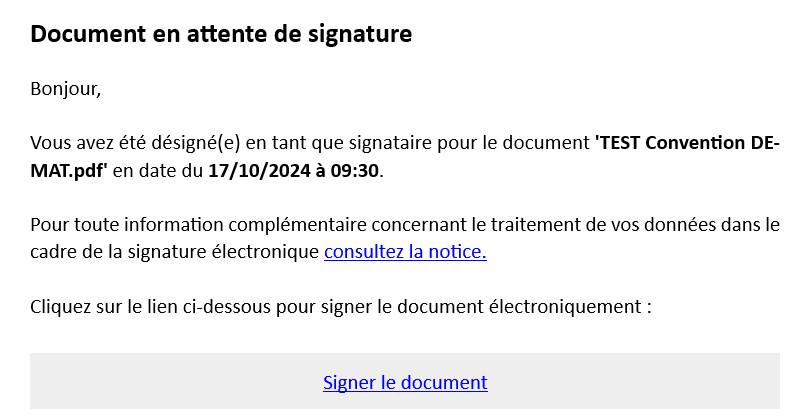 Document en attente de signature
Bonjour,
Vous avez été désigné(e) en tant que signataire pour le document 'TEST Convention DE-
MAT.pdf' en date du 17/10/2024 à 09:30.
Pour toute information complémentaire concernant le traitement de vos données dans le
cadre de la signature électronique consultez la notice.
Cliquez sur le lien ci-dessous pour signer le document électroniquement :
Signer le document